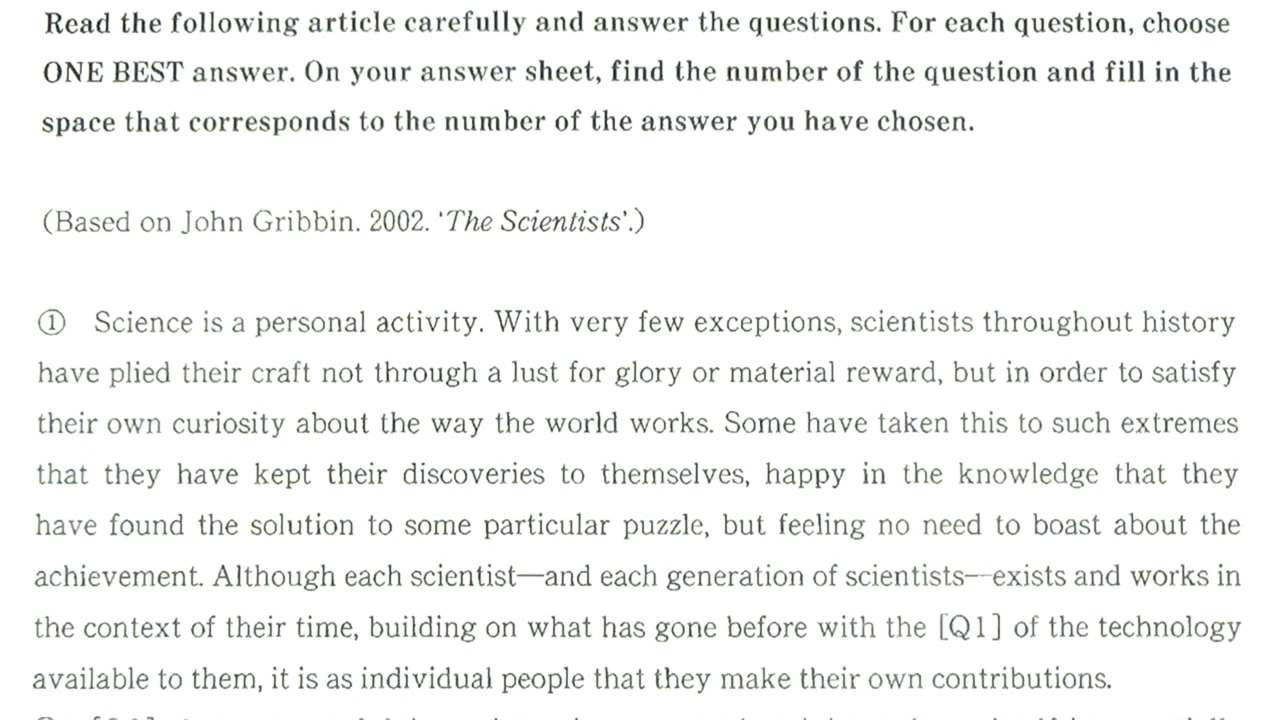 Read the following article carefully and answer the questions. For each question, choose
ONE BEST answer. On your answer sheet, find the number of the question and fill in the
space that corresponds to the number of the answer you have chosen.
(Based on John Gribbin. 2002. ‘The Scientists’.)
① Science is a personal activity. With very few exceptions, scientists throughout history
have plied their craft not through a lust for glory or material reward, but in order to satisfy
their own curiosity about the way the world works. Some have taken this to such extremes
that they have kept their discoveries to themselves, happy in the knowledge that they
have found the solution to some particular puzzle, but feeling no need to boast about the
achievement. Although each scientist—and each generation of scientists—exists and works in
the context of their time, building on what has gone before with the [Q1] of the technology
available to them, it is as individual people that they make their own contributions.